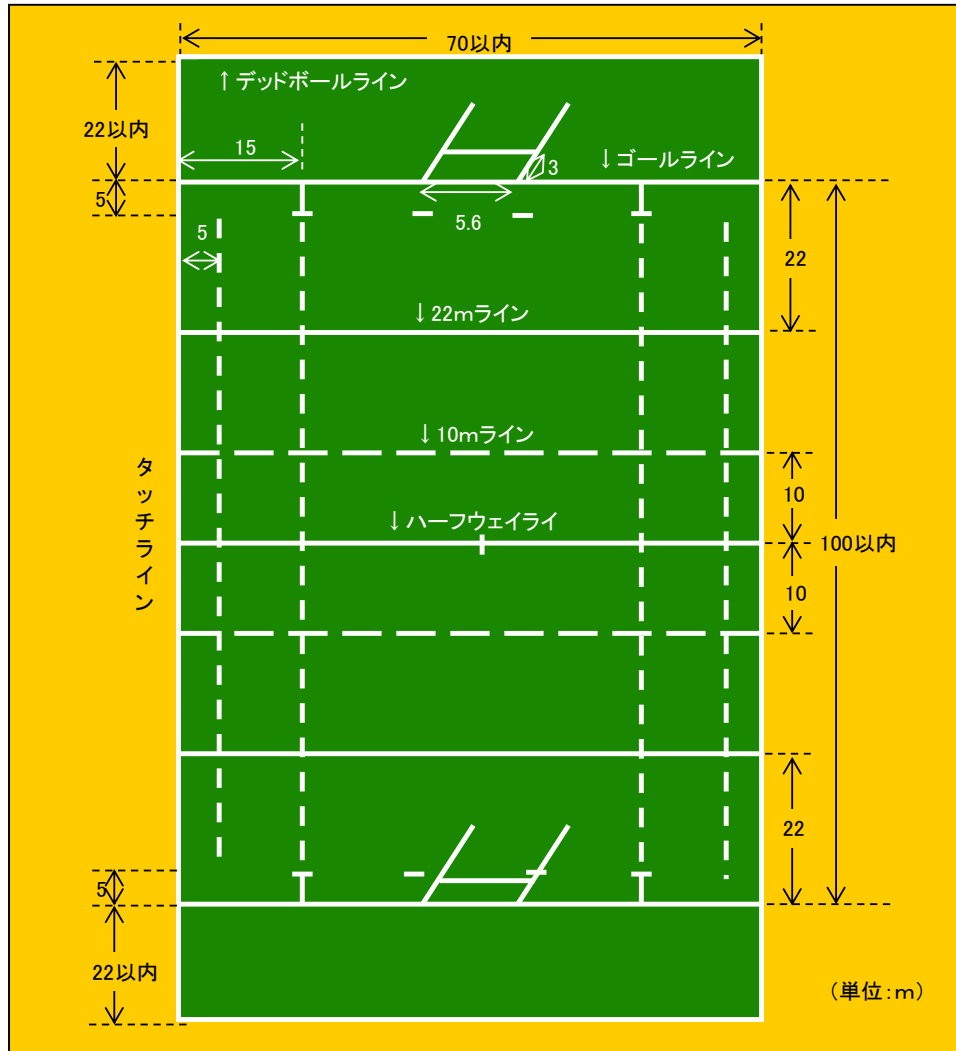 70以内
↑デッドボールライン
22以内
15
↓ゴールライン
3
5
5.6
5
22
↓22mライン
↓10mライン
タッチライン
10
↓ハーフウェイライ
100以内
10
22
5
22以内
(単位:m)